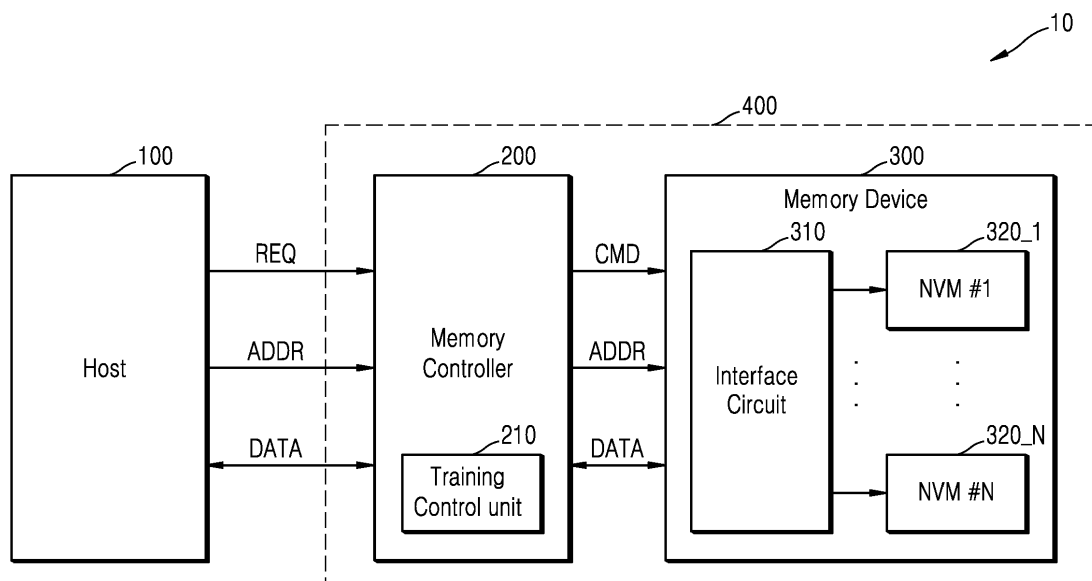 10
400
100
200
300
Memory Device
310
320_1
REQ
CMD
NVM #1
Host
ADDR
Memory
Controller
ADDR
Interface
Circuit
DATA
210
Training
Control unit
DATA
320_N
NVM #N